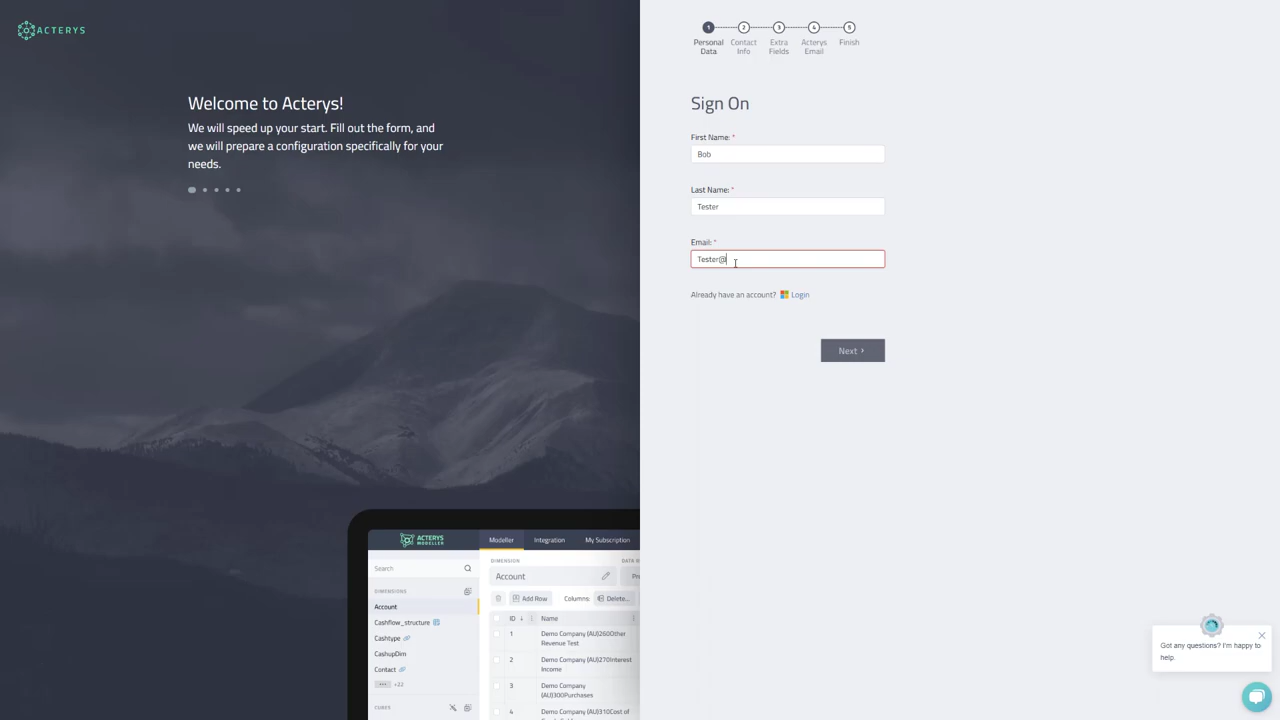 ACTERYS
Welcome to Acterys!
We will speed up your start. Fill out the form, and
we will prepare a configuration specifically for your
needs.
1 2 3 4 5
Personal Data Contact Info Extra Fields Acterys Email Finish
Sign On
First Name: *
Bob
Last Name: *
Tester
Email: *
Tester@
Already have an account? Login
Next
ACTERYS
MODELLER
Modeller Integration My Subscription
Search
DIMENSIONS
Account
Cashflow_structure
Cashtype
CashupDim
Contact
+22
CUBES
DIMENSION
Account
Add Row Columns: Delete...
ID Name
1 Demo Company (AU)260Other
Revenue Test
2 Demo Company (AU)270Interest
Income
3 Demo Company
(AU)300Purchases
4 Demo Company (AU)310Cost of
Got any questions? I'm happy to
help.